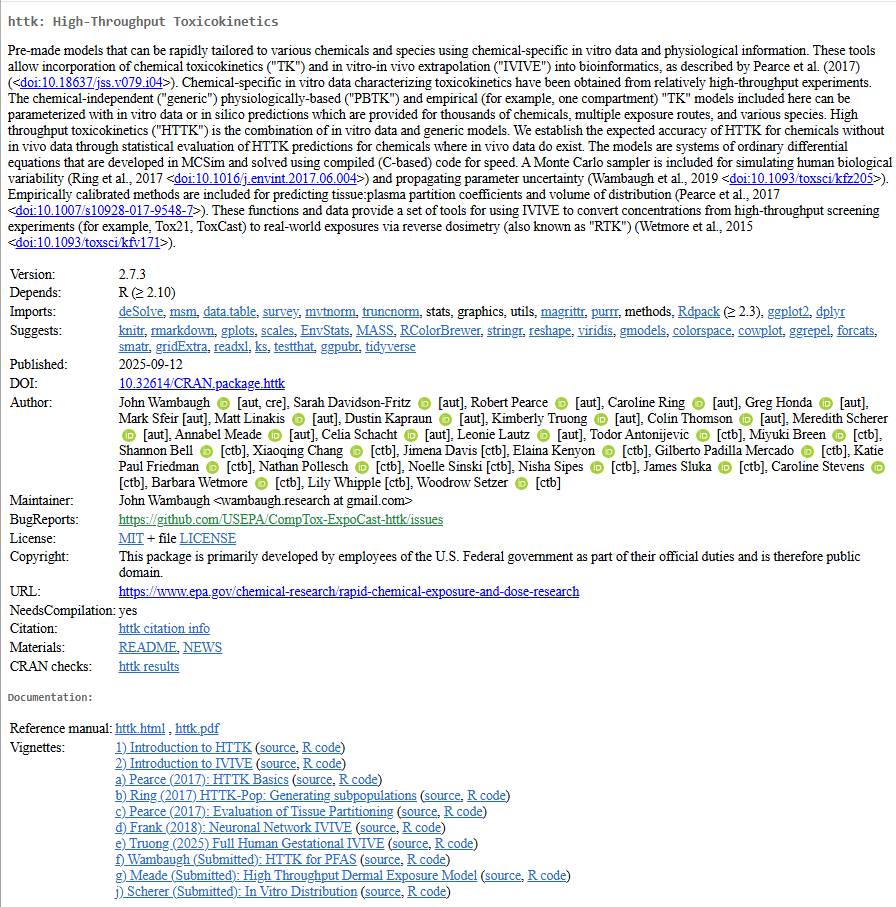 httk: High-Throughput Toxicokinetics
Pre-made models that can be rapidly tailored to various chemicals and species using chemical-specific in vitro data and physiological information. These tools
allow incorporation of chemical toxicokinetics ("TK") and in vitro-in vivo extrapolation ("IVIVE") into bioinformatics, as described by Pearce et al. (2017)
(<doi:10.18637/jss.v079.i04>). Chemical-specific in vitro data characterizing toxicokinetics have been obtained from relatively high-throughput experiments.
The chemical-independent ("generic") physiologically-based ("PBTK") and empirical (for example, one compartment) "TK" models included here can be
parameterized with in vitro data or in silico predictions which are provided for thousands of chemicals, multiple exposure routes, and various species. High
throughput toxicokinetics ("HTTK") is the combination of in vitro data and generic models. We establish the expected accuracy of HTTK for chemicals without
in vivo data through statistical evaluation of HTTK predictions for chemicals where in vivo data do exist. The models are systems of ordinary differential
equations that are developed in MCSim and solved using compiled (C-based) code for speed. A Monte Carlo sampler is included for simulating human biological
variability (Ring et al., 2017 <doi:10.1016/j.envint.2017.06.004>) and propagating parameter uncertainty (Wambaugh et al., 2019 <doi:10.1093/toxsci/kfz205>).
Empirically calibrated methods are included for predicting tissue:plasma partition coefficients and volume of distribution (Pearce et al., 2017
<doi:10.1007/s10928-017-9548-7>). These functions and data provide a set of tools for using IVIVE to convert concentrations from high-throughput screening
experiments (for example, Tox21, ToxCast) to real-world exposures via reverse dosimetry (also known as "RTK") (Wetmore et al., 2015
<doi:10.1093/toxsci/kfv171>).
Version: 2.7.3
Depends: R (≥ 2.10)
Imports: deSolve, msm, data.table, survey, mvtnorm, truncnorm, stats, graphics, utils, magrittr, purrr, methods, Rdpack (≥ 2.3), ggplot2, dplyr
Suggests: knitr, rmarkdown, gplots, scales, EnvStats, MASS, RColorBrewer, stringr, reshape, viridis, gmodels, colorspace, cowplot, ggrepel, forcats,
smatr, gridExtra, readxl, ks, testthat, ggpubr, tidyverse
Published: 2025-09-12
DOI: 10.32614/CRAN.package.httk
Author: John Wambaugh iD [aut, cre], Sarah Davidson-Fritz iD [aut], Robert Pearce iD [aut], Caroline Ring iD [aut], Greg Honda iD [aut],
Mark Sfeir [aut], Matt Linakis iD [aut], Dustin Kapraun iD [aut], Kimberly Truong iD [aut], Colin Thomson iD [aut], Meredith Scherer
iD [aut], Annabel Meade iD [aut], Celia Schacht iD [aut], Leonie Lautz iD [aut], Todor Antonijevic iD [ctb], Miyuki Breen iD [ctb],
Shannon Bell iD [ctb], Xiaoqing Chang iD [ctb], Jimena Davis [ctb], Elaina Kenyon iD [ctb], Gilberto Padilla Mercado iD [ctb], Katie
Paul Friedman iD [ctb], Nathan Pollesch iD [ctb], Noelle Sinski [ctb], Nisha Sipes iD [ctb], James Sluka iD [ctb], Caroline Stevens iD
[ctb], Barbara Wetmore iD [ctb], Lily Whipple [ctb], Woodrow Setzer iD [ctb]
Maintainer: John Wambaugh <wambaugh.research at gmail.com>
BugReports: https://github.com/USEPA/CompTox-ExpoCast-httk/issues
License: MIT + file LICENSE
Copyright: This package is primarily developed by employees of the U.S. Federal government as part of their official duties and is therefore public
domain.
URL: https://www.epa.gov/chemical-research/rapid-chemical-exposure-and-dose-research
NeedsCompilation: yes
Citation: httk citation info
Materials: README, NEWS
CRAN checks: httk results
Documentation:
Reference manual: httk.html , httk.pdf
Vignettes: 1) Introduction to HTTK (source, R code)
2) Introduction to IVIVE (source, R code)
a) Pearce (2017): HTTK Basics (source, R code)
b) Ring (2017) HTTK-Pop: Generating subpopulations (source, R code)
c) Pearce (2017): Evaluation of Tissue Partitioning (source, R code)
d) Frank (2018): Neuronal Network IVIVE (source, R code)
e) Truong (2025) Full Human Gestational IVIVE (source, R code)
f) Wambaugh (Submitted): HTTK for PFAS (source, R code)
g) Meade (Submitted): High Throughput Dermal Exposure Model (source, R code)
j) Scherer (Submitted): In Vitro Distribution (source, R code)